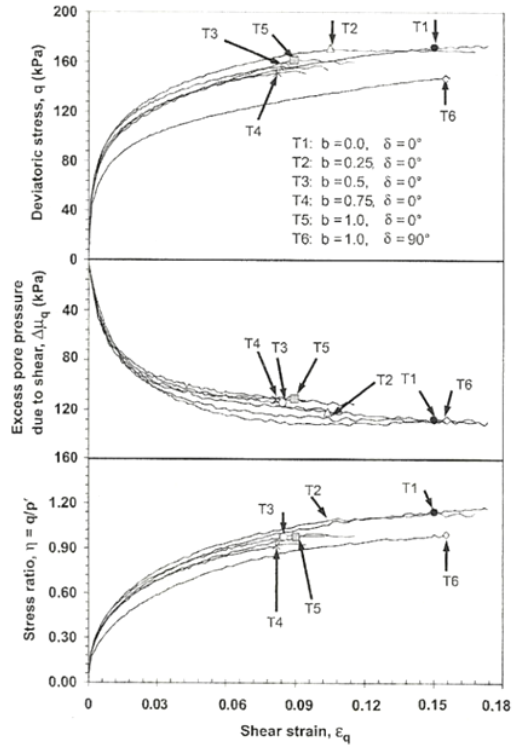 200
160
120
80
40
0
Deviatoric stress, q (kPa)
T3
T5
T2
T1
T4
T6
T1: b = 0.0, δ = 0°
T2: b = 0.25, δ = 0°
T3: b = 0.5, δ = 0°
T4: b = 0.75, δ = 0°
T5: b = 1.0, δ = 0°
T6: b = 1.0, δ = 90°
40
80
120
160
Excess pore pressure
due to shear, Δμq (kPa)
T4
T3
T5
T2
T1
T6
1.20
0.90
0.60
0.30
0.00
Stress ratio, η = q/p'
T3
T2
T1
T4
T5
T6
0
0.03
0.06
0.09
0.12
0.15
0.18
Shear strain, εq